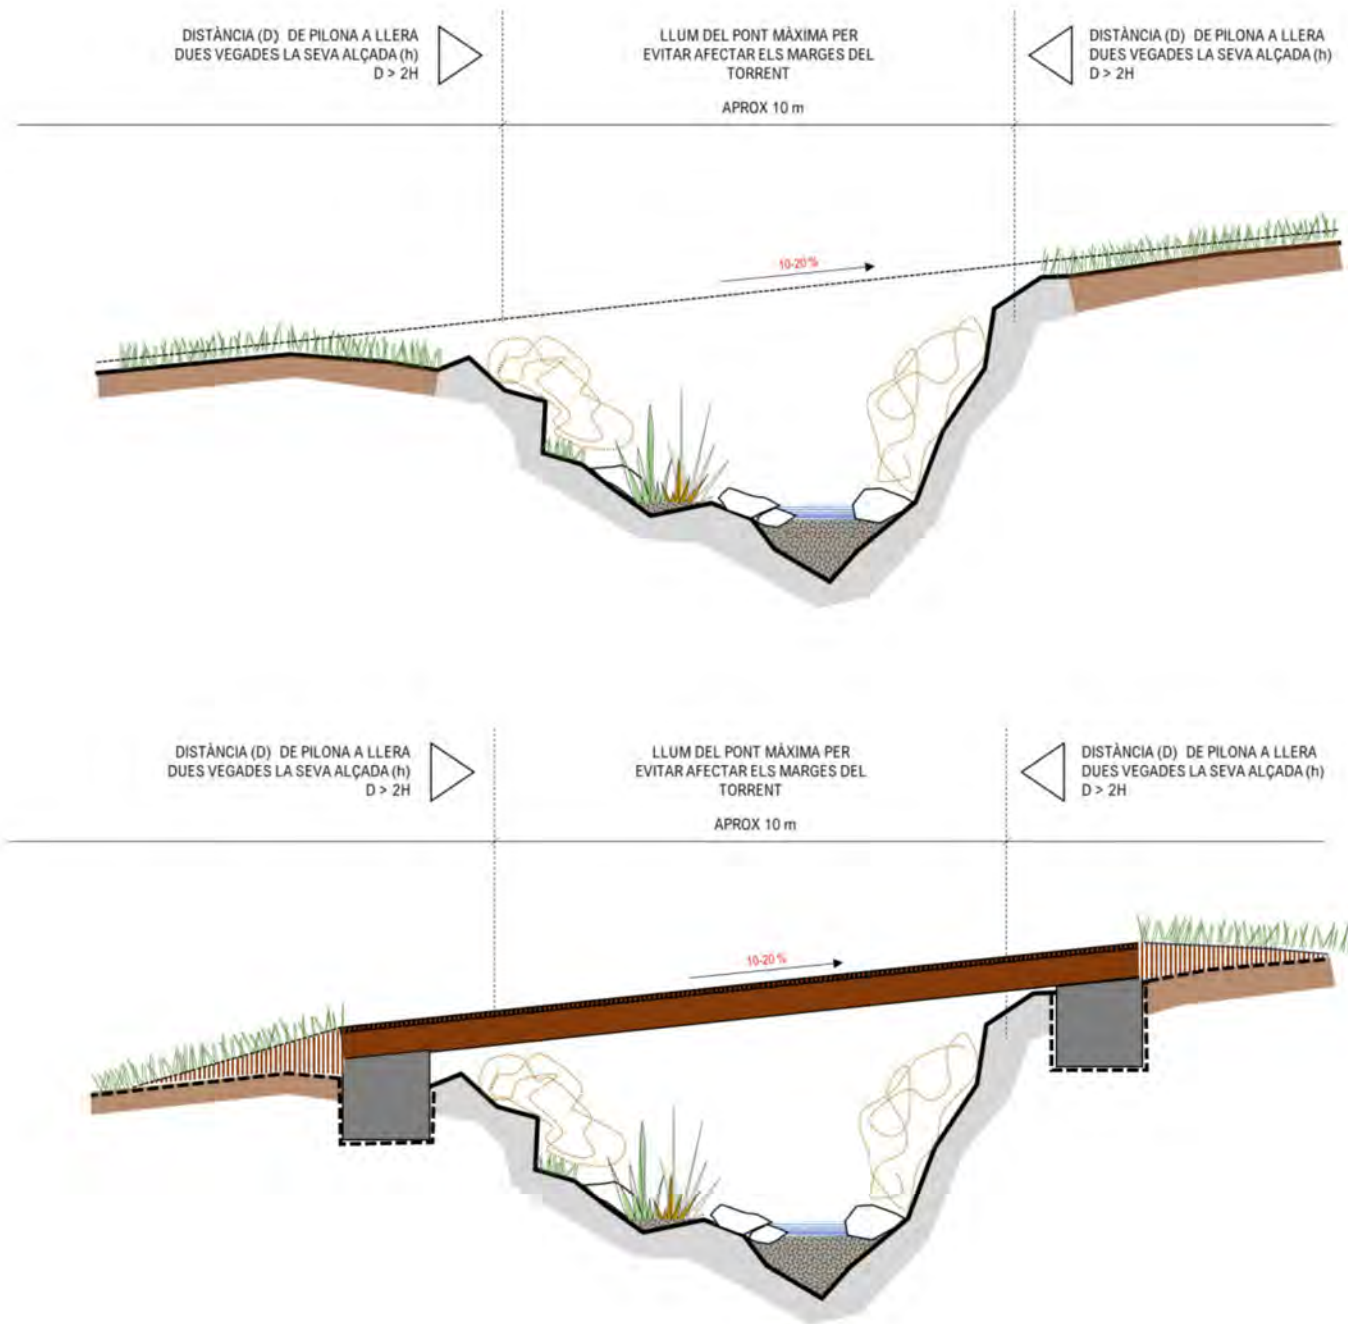 DISTÀNCIA (D) DE PILONA A LLERA
DUES VEGADES LA SEVA ALÇADA (h)
D > 2H
LLUM DEL PONT MÀXIMA PER
EVITAR AFECTAR ELS MARGES DEL
TORRENT
APROX 10 m
DISTÀNCIA (D) DE PILONA A LLERA
DUES VEGADES LA SEVA ALÇADA (h)
D > 2H
10-20 %
DISTÀNCIA (D) DE PILONA A LLERA
DUES VEGADES LA SEVA ALÇADA (h)
D > 2H
LLUM DEL PONT MÀXIMA PER
EVITAR AFECTAR ELS MARGES DEL
TORRENT
APROX 10 m
DISTÀNCIA (D) DE PILONA A LLERA
DUES VEGADES LA SEVA ALÇADA (h)
D > 2H
10-20 %